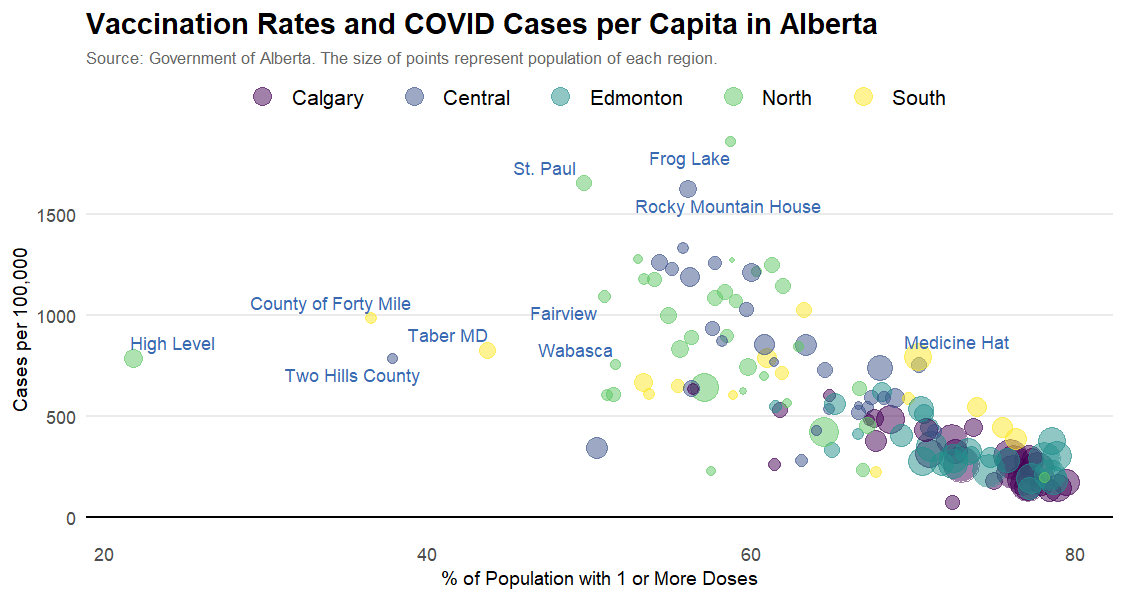 Vaccination Rates and COVID Cases per Capita in Alberta
Source: Government of Alberta. The size of points represent population of each region.
Calgary Central Edmonton North South
Frog Lake
St. Paul
Rocky Mountain House
1500
County of Forty Mile
Fairview
1000
Taber MD
High Level
Medicine Hat
Wabasca
Two Hills County
Cases per 100,000
500
0
20 40 60 80
% of Population with 1 or More Doses